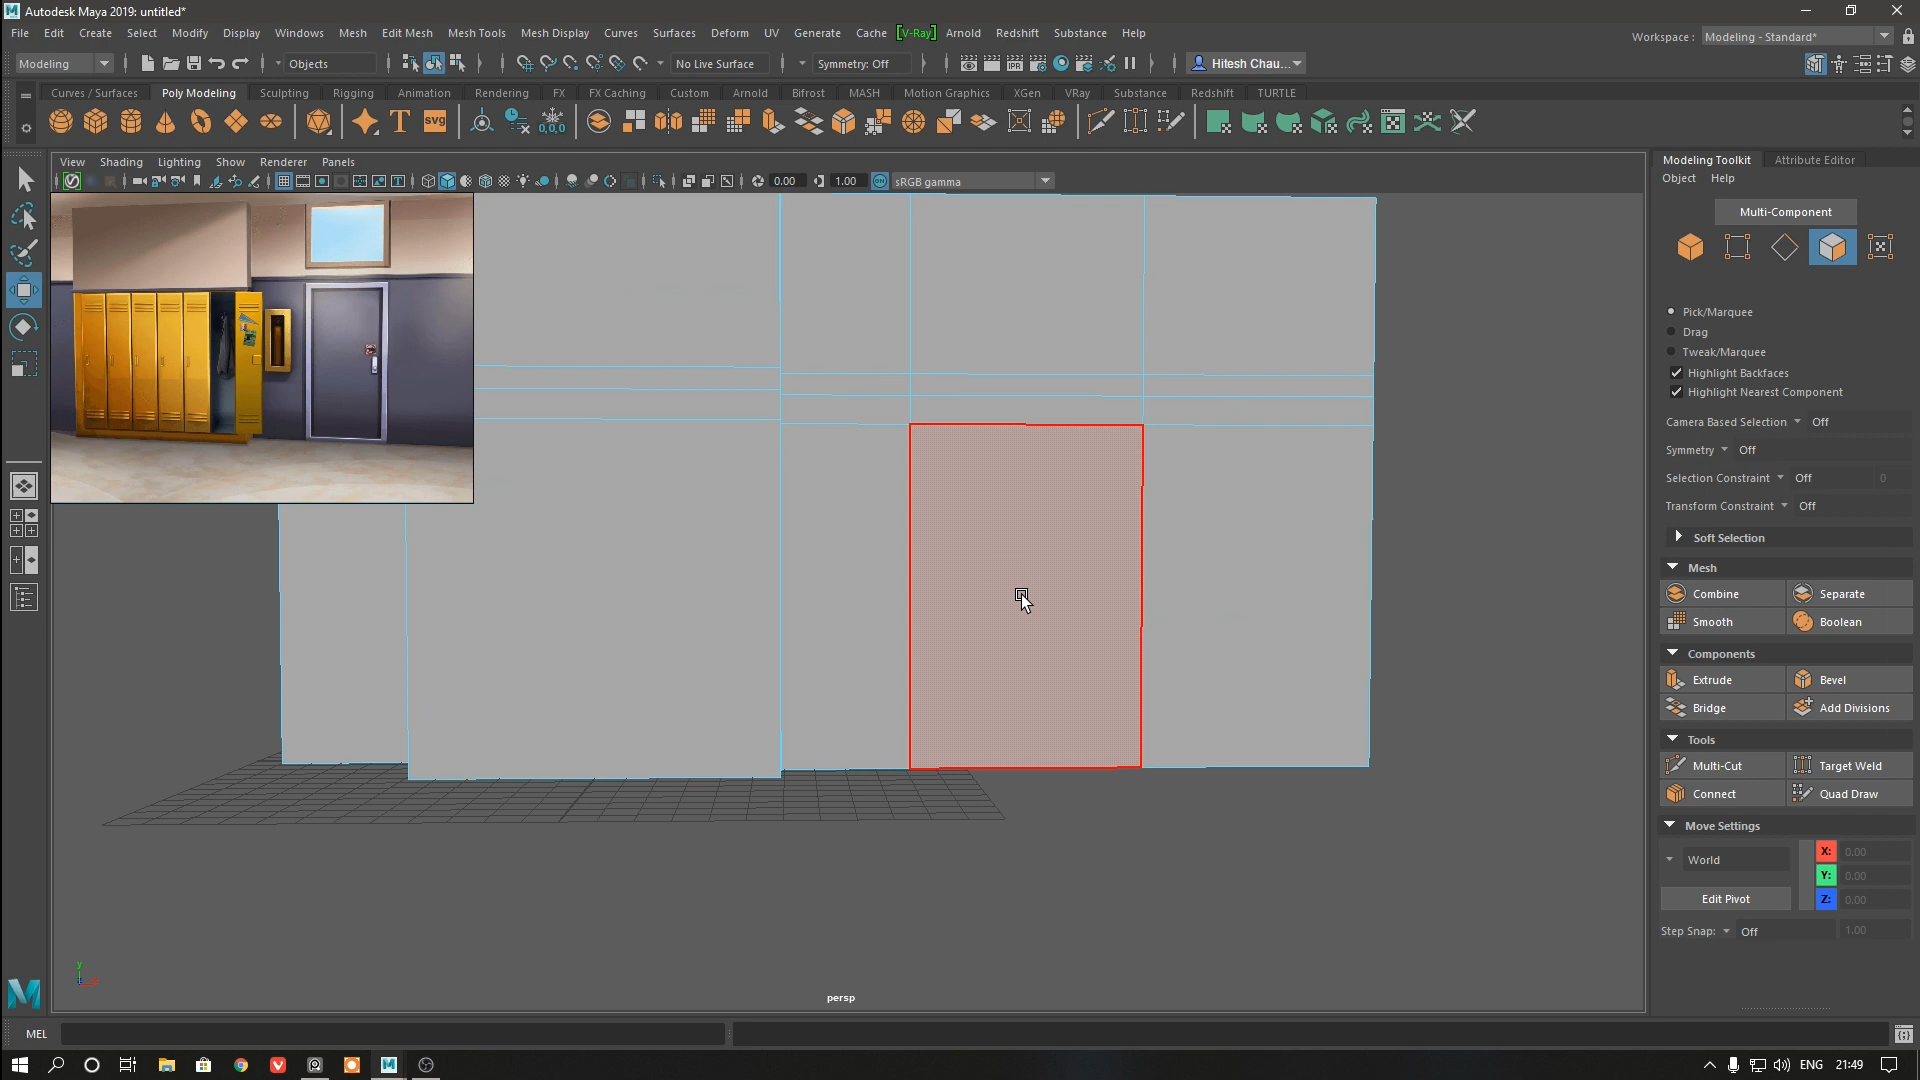 Autodesk Maya 2019: untitled*
File Edit Create Select Modify Display Windows Mesh Edit Mesh Mesh Tools Mesh Display Curves Surfaces Deform UV Generate Cache [V-Ray] Arnold Redshift Substance Help
Workspace : Modeling - Standard*
Modeling Objects No Live Surface Symmetry: Off Hitesh Chau...
Curves / Surfaces Poly Modeling Sculpting Rigging Animation Rendering FX FX Caching Custom Arnold Bifrost MASH Motion Graphics XGen VRay Substance Redshift TURTLE
T SVG 0,0,0
View Shading Lighting Show Renderer Panels
0.00 1.00 ON sRGB gamma
IPR
Modeling Toolkit Attribute Editor
Object Help
Multi-Component
Pick/Marquee
Drag
Tweak/Marquee
Highlight Backfaces
Highlight Nearest Component
Camera Based Selection Off
Symmetry Off
Selection Constraint Off 0
Transform Constraint Off
Soft Selection
Mesh
Combine Separate
Smooth Boolean
Components
Extrude Bevel
Bridge Add Divisions
Tools
Multi-Cut Target Weld
Connect Quad Draw
Move Settings
World
X: 0.00
Y: 0.00
Edit Pivot
Z: 0.00
Step Snap: Off 1.00
y
persp
MEL
ENG 21:49